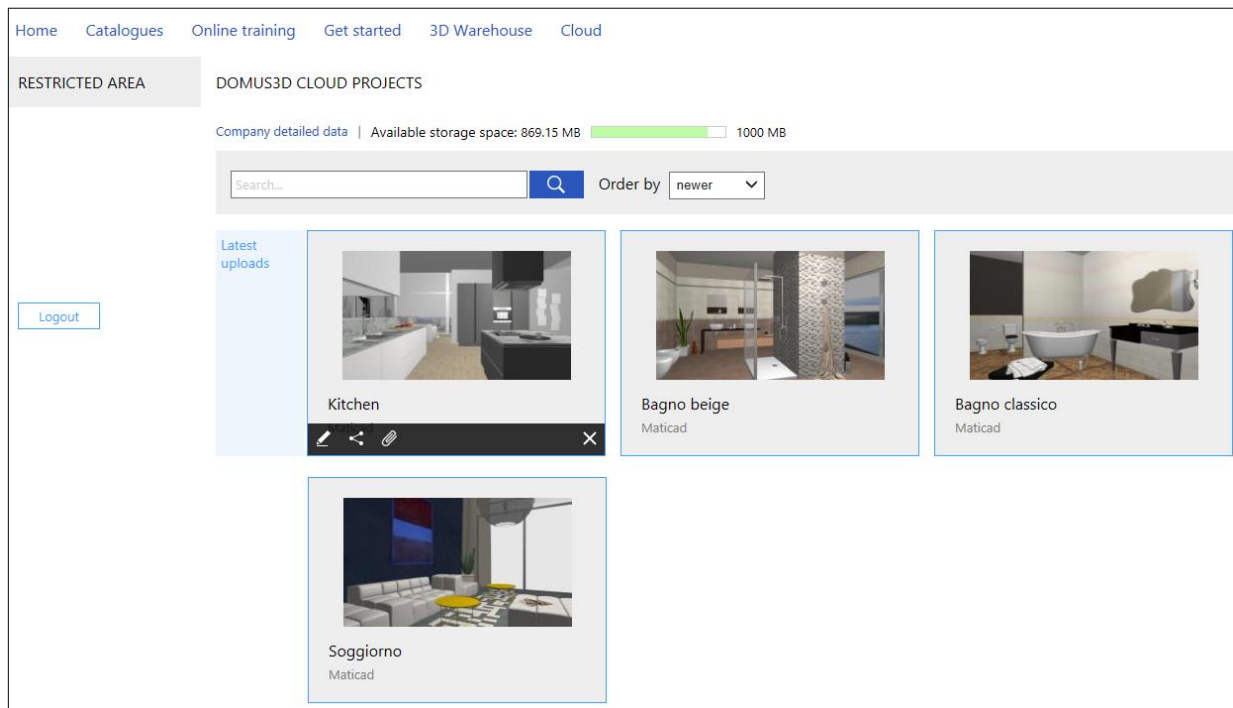 Home Catalogues Online training Get started 3D Warehouse Cloud
RESTRICTED AREA
DOMUS3D CLOUD PROJECTS
Company detailed data | Available storage space: 869.15 MB 1000 MB
Search...
Order by newer
Latest
uploads
Logout
Kitchen
Maticad
Bagno beige
Maticad
Bagno classico
Maticad
Soggiorno
Maticad